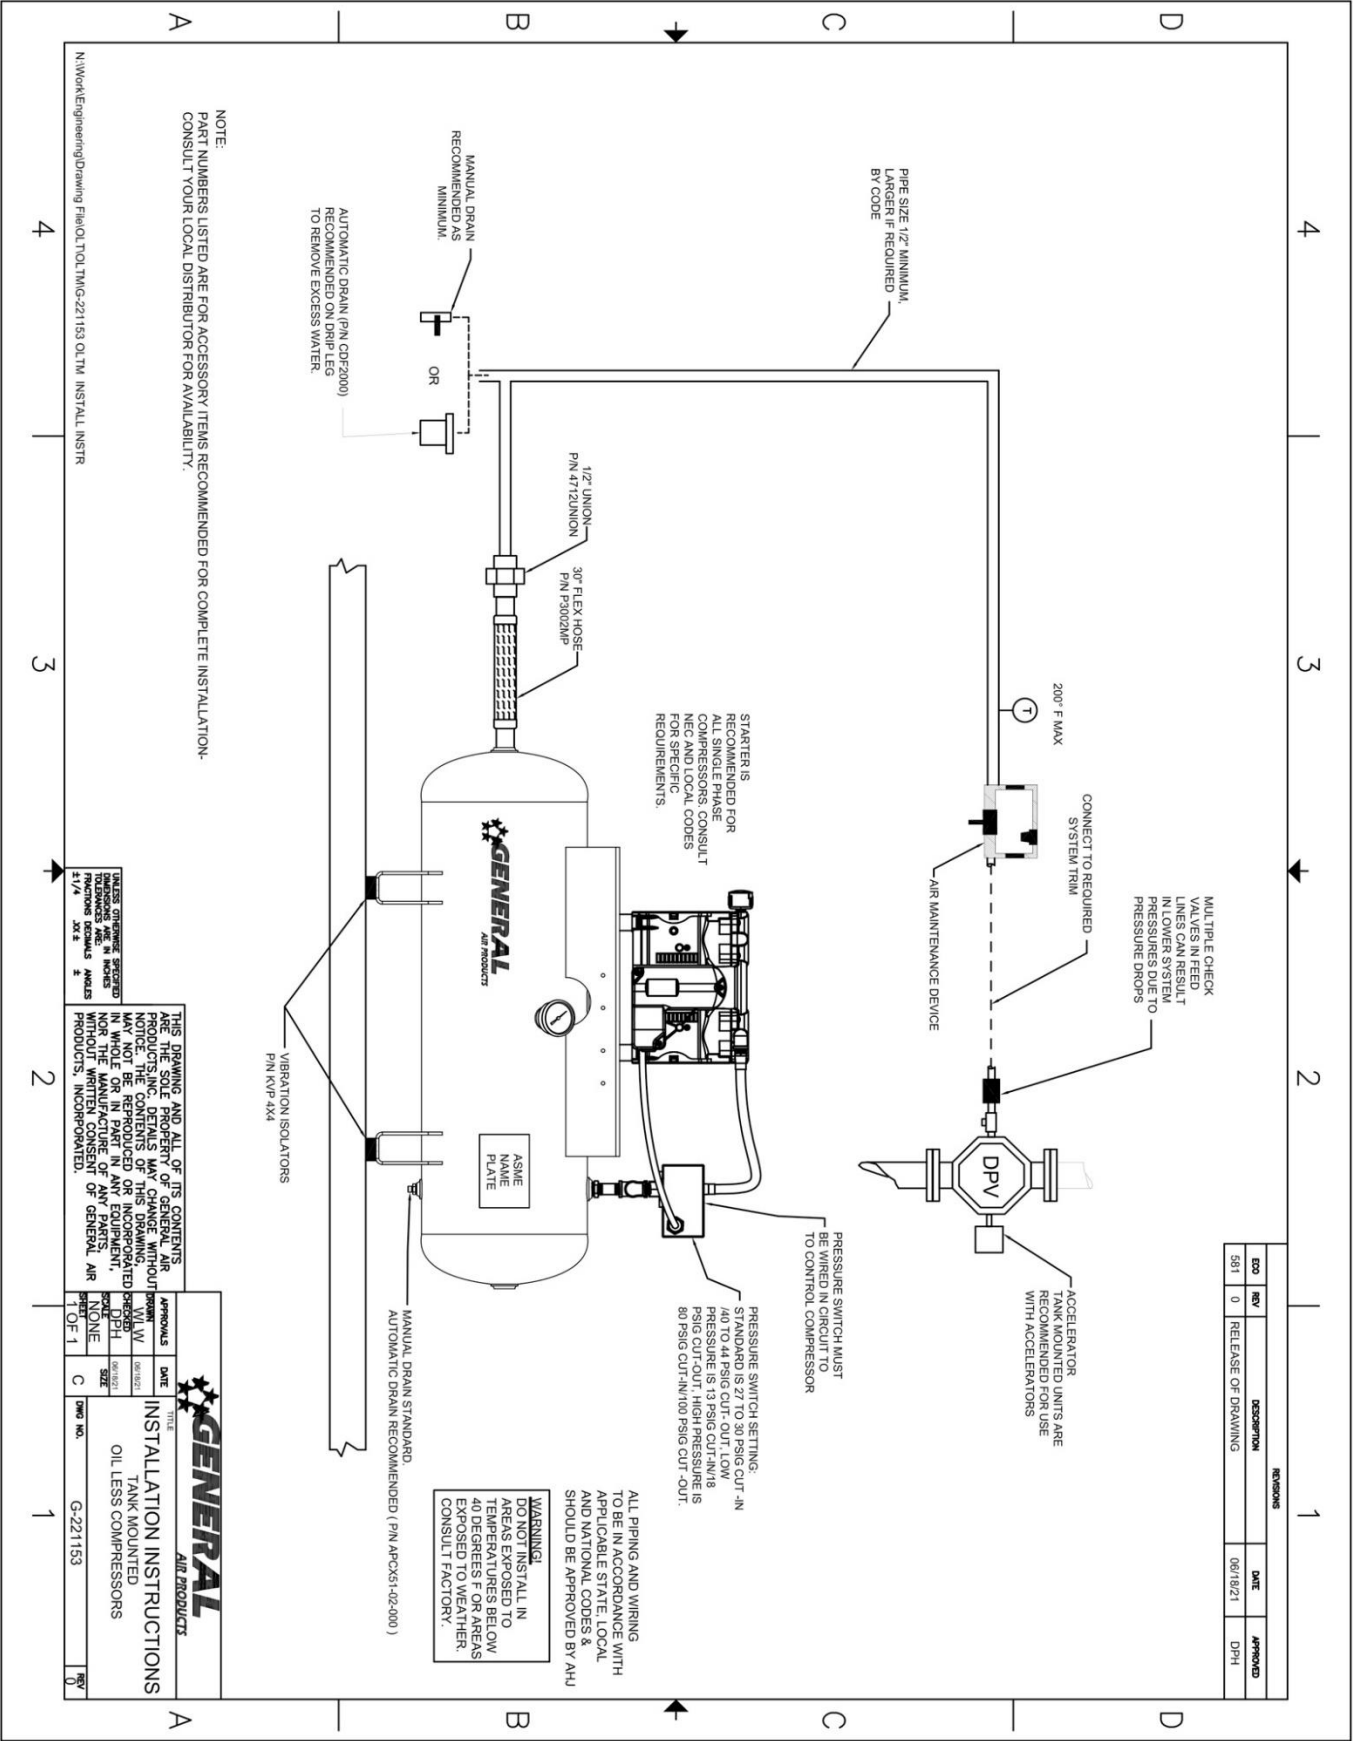 4
3
2
1
D
C
B
A
REVISIONS
ECO REV DESCRIPTION DATE APPROVED
581 0 RELEASE OF DRAWING 06/18/21 DPH
MULTIPLE CHECK
VALVES IN FEED
LINES CAN RESULT
IN LOWER SYSTEM
PRESSURES DUE TO
PRESSURE DROPS
CONNECT TO REQUIRED
SYSTEM TRIM
200° F MAX
T
DPV
ACCELERATOR
TANK MOUNTED UNITS ARE
RECOMMENDED FOR USE
WITH ACCELERATORS
AIR MAINTENANCE DEVICE
PIPE SIZE 1/2" MINIMUM,
LARGER IF REQUIRED
BY CODE
PRESSURE SWITCH MUST
BE WIRED IN CIRCUIT TO
TO CONTROL COMPRESSOR
STARTER IS
RECOMMENDED FOR
ALL SINGLE PHASE
COMPRESSORS. CONSULT
NEC AND LOCAL CODES
FOR SPECIFIC
REQUIREMENTS.
PRESSURE SWITCH SETTING:
STANDARD IS 27 TO 30 PSIG CUT -IN
/40 TO 44 PSIG CUT- OUT, LOW
PRESSURE IS 13 PSIG CUT-IN/18
PSIG CUT-OUT, HIGH PRESSURE IS
80 PSIG CUT-IN/100 PSIG CUT -OUT.
ALL PIPING AND WIRING
TO BE IN ACCORDANCE WITH
APPLICABLE STATE, LOCAL
AND NATIONAL CODES &
SHOULD BE APPROVED BY AHJ
1/2" UNION
P/N 4712UNION
30" FLEX HOSE
P/N P3002MP
GENERAL
AIR PRODUCTS
ASME
NAME
PLATE
MANUAL DRAIN
RECOMMENDED AS
MINIMUM.
OR
AUTOMATIC DRAIN (P/N CDF2000)
RECOMMENDED ON DRIP LEG
TO REMOVE EXCESS WATER.
WARNING!
DO NOT INSTALL IN
AREAS EXPOSED TO
TEMPERATURES BELOW
40 DEGREES F OR AREAS
EXPOSED TO WEATHER.
CONSULT FACTORY.
MANUAL DRAIN STANDARD.
AUTOMATIC DRAIN RECOMMENDED ( P/N APCX51-02-000 )
VIBRATION ISOLATORS
P/N KVP 4X4
NOTE:
PART NUMBERS LISTED ARE FOR ACCESSORY ITEMS RECOMMENDED FOR COMPLETE INSTALLATION-
CONSULT YOUR LOCAL DISTRIBUTOR FOR AVAILABILITY.
UNLESS OTHERWISE SPECIFIED
DIMENSIONS ARE IN INCHES
TOLERANCES ARE:
FRACTIONS DECIMALS ANGLES
±1/4 .XX ± ±
THIS DRAWING AND ALL OF ITS CONTENTS
ARE THE SOLE PROPERTY OF GENERAL AIR
PRODUCTS,INC. DETAILS MAY CHANGE WITHOUT
NOTICE. THE CONTENTS OF THIS DRAWING,
MAY NOT BE REPRODUCED OR INCORPORATED
IN WHOLE OR IN PART IN ANY EQUIPMENT,
NOR THE MANUFACTURE OF ANY PARTS,
WITHOUT WRITTEN CONSENT OF GENERAL AIR
PRODUCTS, INCORPORATED.
APPROVALS DATE
DRAWN
WLW 06/18/21
CHECKED
DPH 06/18/21
SCALE
NONE
SIZE
C
SHEET
1 OF 1
GENERAL
AIR PRODUCTS
TITLE
INSTALLATION INSTRUCTIONS
TANK MOUNTED
OIL LESS COMPRESSORS
DWG NO.
G-221153
REV
0
N:\Work\Engineering\Drawing File\OLT\OLTM\G-221153 OLTM INSTALL INSTR
D
C
B
A
4
3
2
1